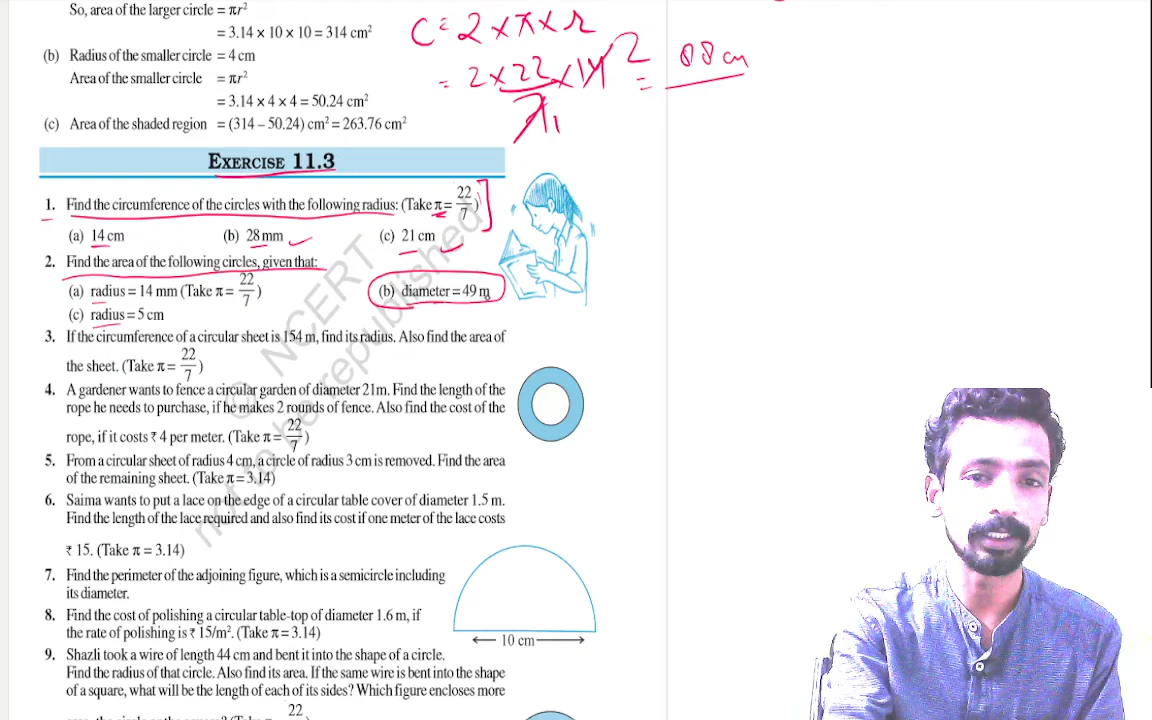 So, area of the larger circle = πr²
= 3.14 × 10 × 10 = 314 cm²
(b) Radius of the smaller circle = 4 cm
Area of the smaller circle = πr²
= 3.14 × 4 × 4 = 50.24 cm²
(c) Area of the shaded region = (314 – 50.24) cm² = 263.76 cm²
C = 2 × π × r
= 2 × 22/7 1 × 14 2 = 88 cm
EXERCISE 11.3
1. Find the circumference of the circles with the following radius: (Take π = 22/7)
(a) 14 cm (b) 28 mm (c) 21 cm
2. Find the area of the following circles, given that:
(a) radius = 14 mm (Take π = 22/7) (b) diameter = 49 m
(c) radius = 5 cm
3. If the circumference of a circular sheet is 154 m, find its radius. Also find the area of
the sheet. (Take π = 22/7)
4. A gardener wants to fence a circular garden of diameter 21m. Find the length of the
rope he needs to purchase, if he makes 2 rounds of fence. Also find the cost of the
rope, if it costs ₹ 4 per meter. (Take π = 22/7)
5. From a circular sheet of radius 4 cm, a circle of radius 3 cm is removed. Find the area
of the remaining sheet. (Take π = 3.14)
6. Saima wants to put a lace on the edge of a circular table cover of diameter 1.5 m.
Find the length of the lace required and also find its cost if one meter of the lace costs
₹ 15. (Take π = 3.14)
7. Find the perimeter of the adjoining figure, which is a semicircle including
its diameter.
10 cm
8. Find the cost of polishing a circular table-top of diameter 1.6 m, if
the rate of polishing is ₹ 15/m². (Take π = 3.14)
9. Shazli took a wire of length 44 cm and bent it into the shape of a circle.
Find the radius of that circle. Also find its area. If the same wire is bent into the shape
of a square, what will be the length of each of its sides? Which figure encloses more
22
© NCERT
not to be republished